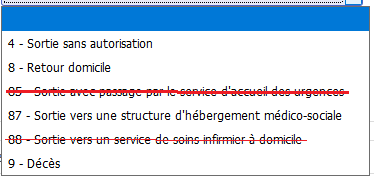 4 - Sortie sans autorisation
8 - Retour domicile
85 - Sortie avec passage par le service d'accueil des urgences
87 - Sortie vers une structure d'hébergement médico-sociale
88 - Sortie vers un service de soins infirmier à domicile
9 - Décès